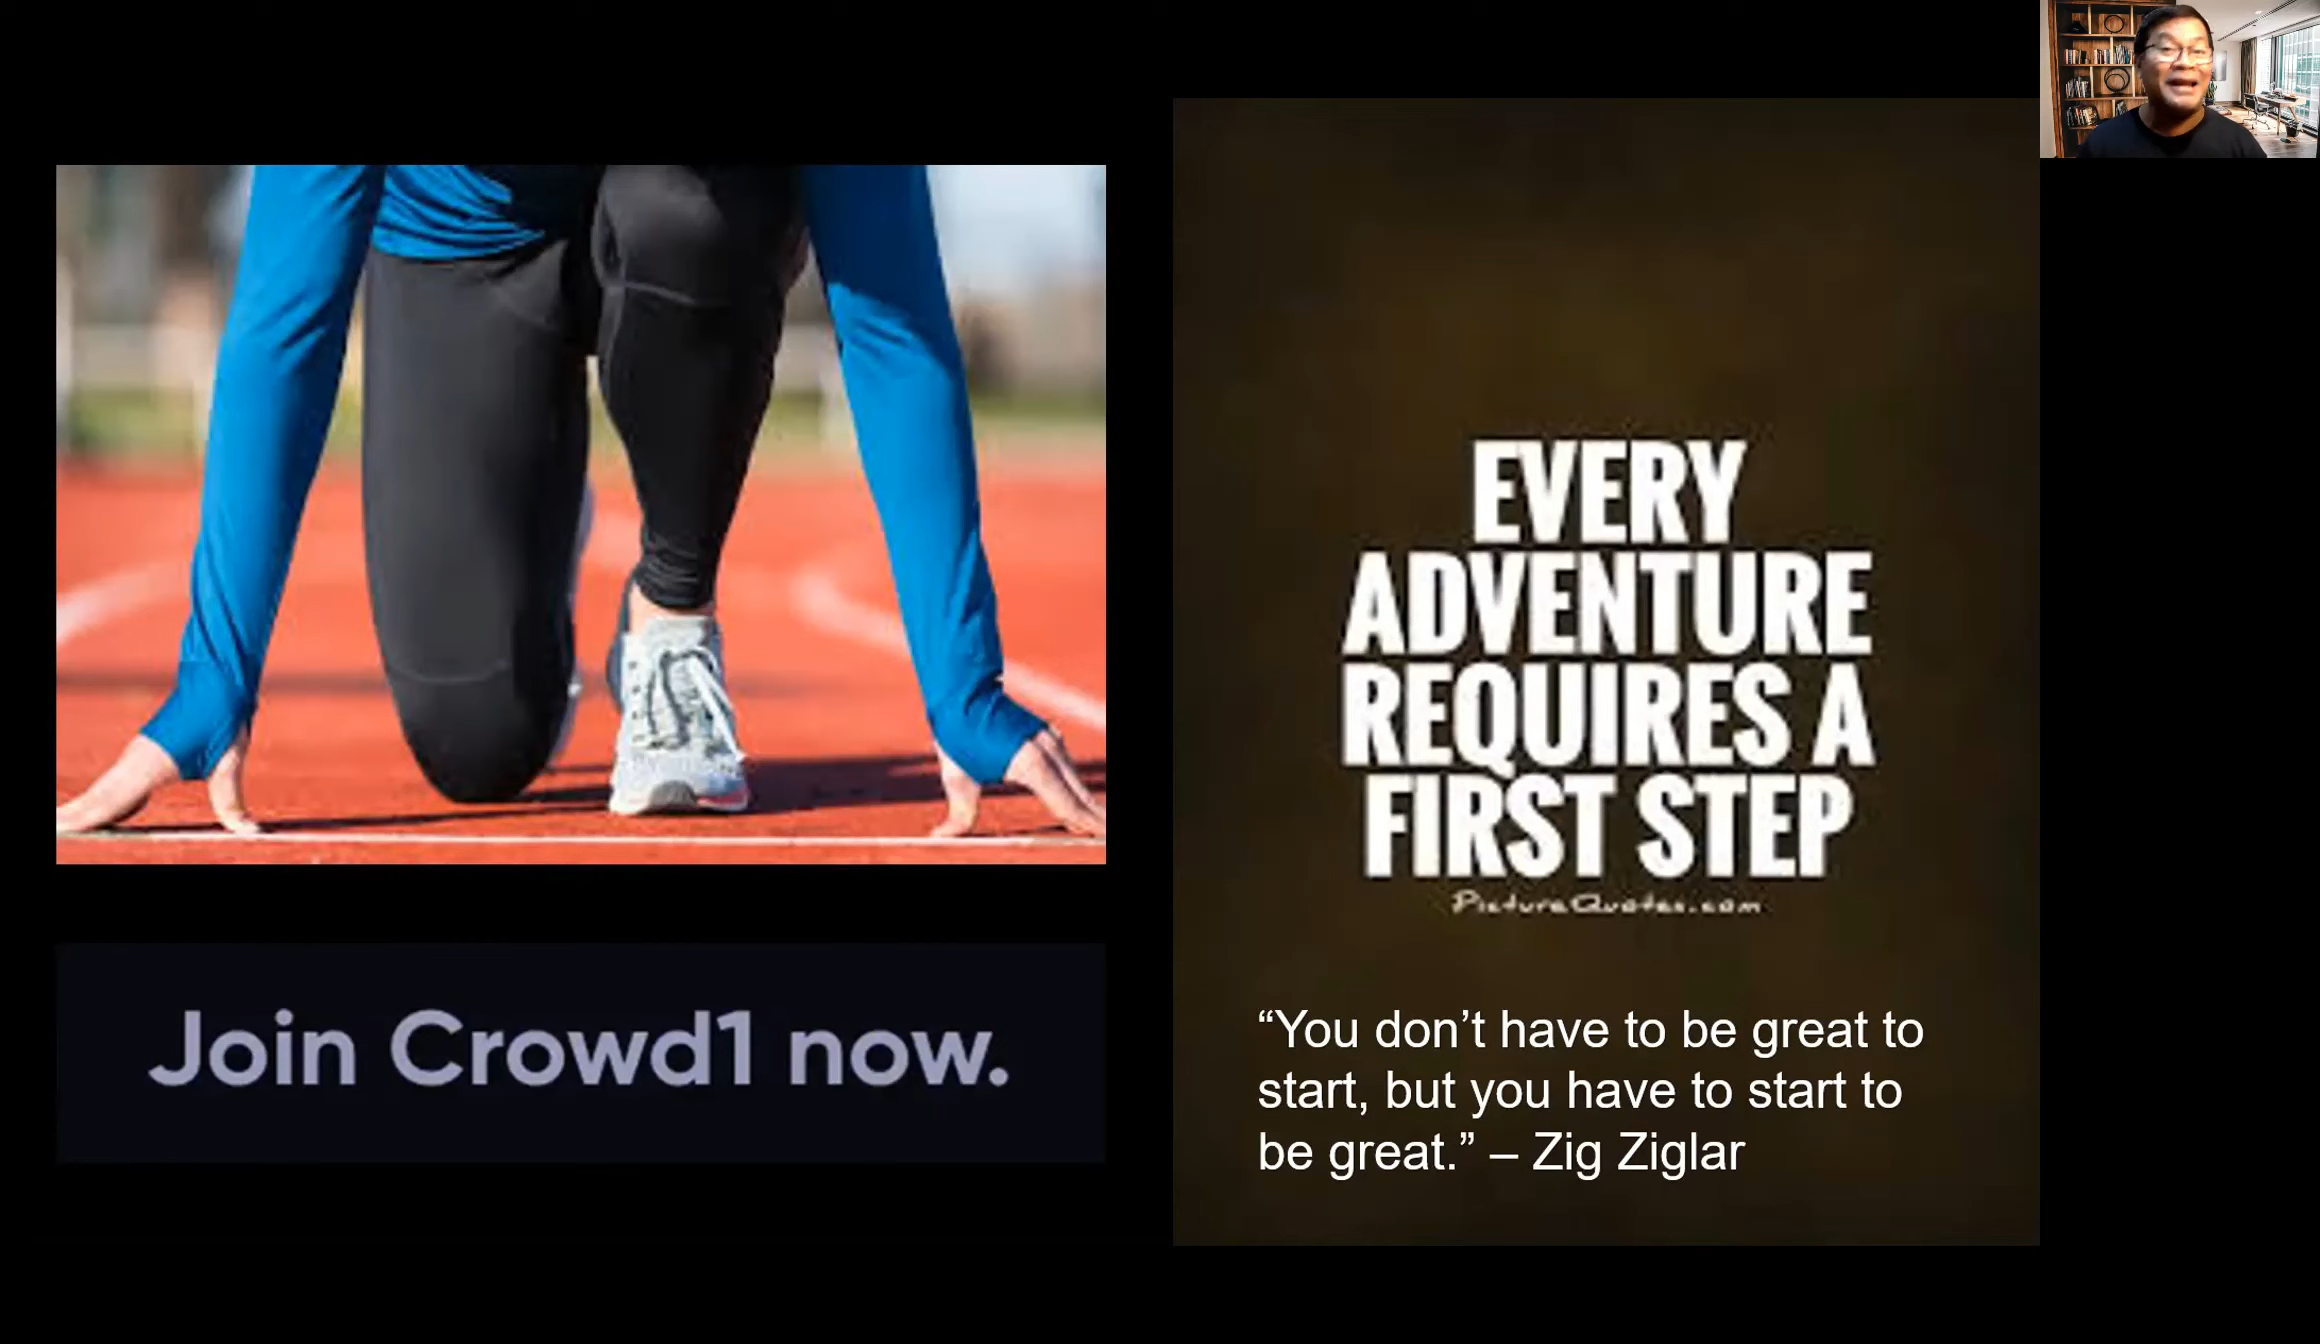 Join Crowd1 now.
EVERY
ADVENTURE
REQUIRES A
FIRST STEP
PictureQuotes.com
“You don’t have to be great to
start, but you have to start to
be great.” – Zig Ziglar